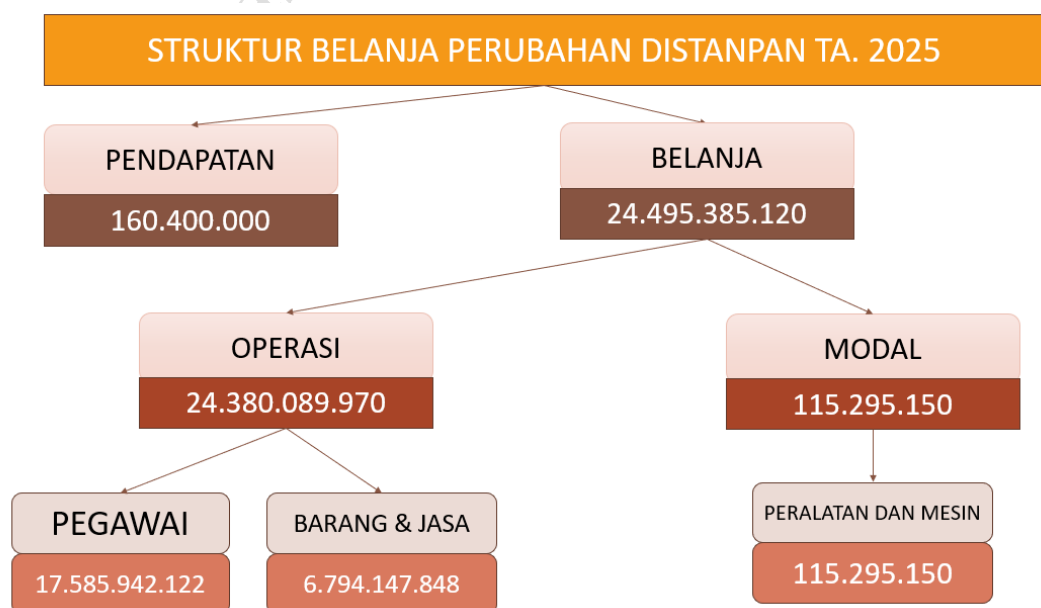 STRUKTUR BELANJA PERUBAHAN DISTANPAN TA. 2025
PENDAPATAN
160.400.000
BELANJA
24.495.385.120
OPERASI
24.380.089.970
MODAL
115.295.150
PEGAWAI
17.585.942.122
BARANG & JASA
6.794.147.848
PERALATAN DAN MESIN
115.295.150